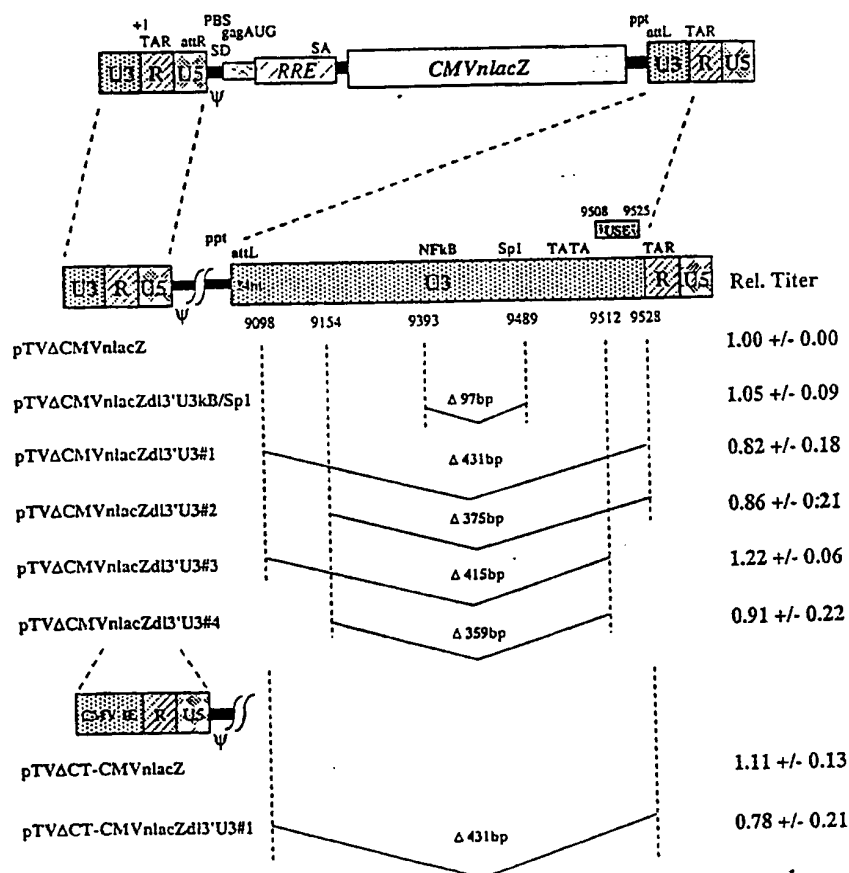 +1 PBS gagAUG ppt
TAR attR SD SA attL TAR
U3 R U5 RRE CMVnlacZ U3 R U5
Ψ
9508 9525
USE
ppt attL NFkB Sp1 TATA TAR
U3 R U5 U3 R U5 Rel. Titer
Ψ
9098 9154 9393 9489 9512 9528
pTVΔCMVnlacZ 1.00 +/- 0.00
pTVΔCMVnlacZdl3'U3kB/Sp1 Δ 97bp 1.05 +/- 0.09
pTVΔCMVnlacZdl3'U3#1 Δ 431bp 0.82 +/- 0.18
pTVΔCMVnlacZdl3'U3#2 Δ 375bp 0.86 +/- 0.21
pTVΔCMVnlacZdl3'U3#3 Δ 415bp 1.22 +/- 0.06
pTVΔCMVnlacZdl3'U3#4 Δ 359bp 0.91 +/- 0.22
CMV IE R U5
Ψ
pTVΔCT-CMVnlacZ 1.11 +/- 0.13
pTVΔCT-CMVnlacZdl3'U3#1 Δ 431bp 0.78 +/- 0.21